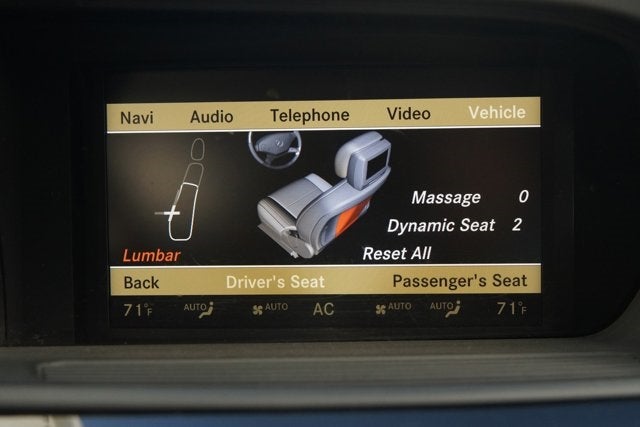 Navi Audio Telephone Video Vehicle
Massage 0
Dynamic Seat 2
Lumbar Reset All
Back Driver's Seat Passenger's Seat
71°F AUTO AUTO AC AUTO AUTO 71°F